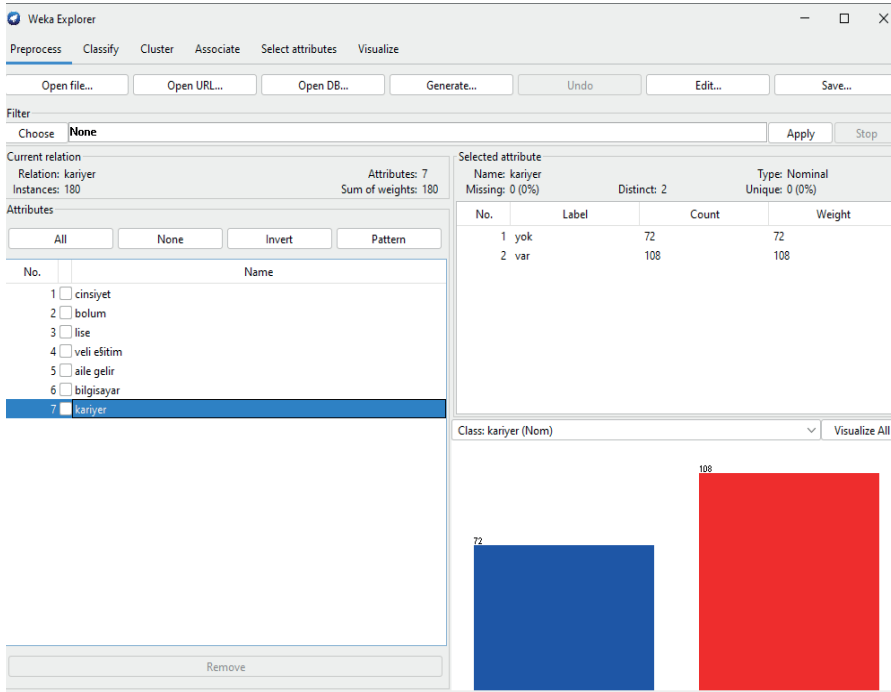 Weka Explorer
Preprocess Classify Cluster Associate Select attributes Visualize
Open file... Open URL... Open DB... Generate... Undo Edit... Save...
Filter
Choose None Apply Stop
Current relation
Relation: kariyer Attributes: 7
Instances: 180 Sum of weights: 180
Attributes
All None Invert Pattern
No. Name
1 cinsiyet
2 bolum
3 lise
4 veli ešitim
5 aile gelir
6 bilgisayar
7 kariyer
Remove
Selected attribute
Name: kariyer Type: Nominal
Missing: 0 (0%) Distinct: 2 Unique: 0 (0%)
No. Label Count Weight
1 yok 72 72
2 var 108 108
Class: kariyer (Nom) Visualize All
108
72